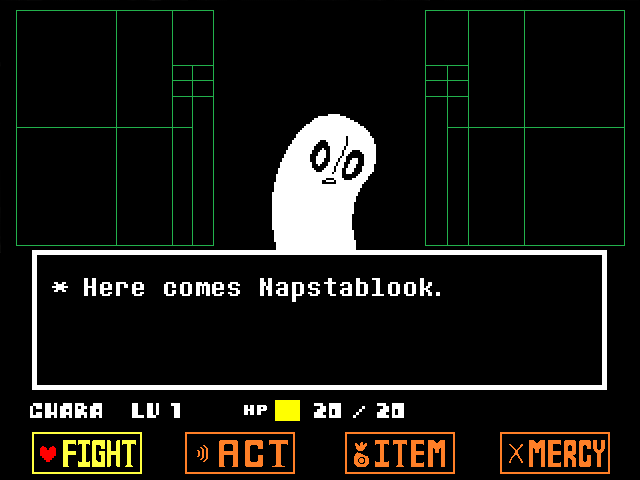 * Here comes Napstablook.
CHARA LV 1 HP 20 / 20
FIGHT ACT ITEM MERCY